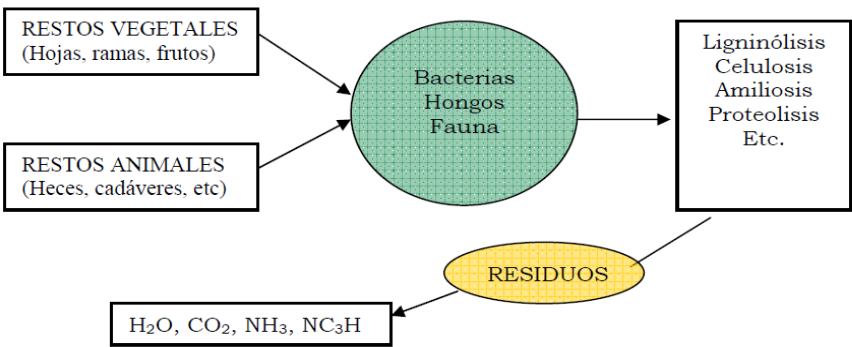 RESTOS VEGETALES
(Hojas, ramas, frutos)
RESTOS ANIMALES
(Heces, cadáveres, etc)
Bacterias
Hongos
Fauna
Ligninólisis
Celulosis
Amiliosis
Proteolisis
Etc.
RESIDUOS
H₂O, CO₂, NH₃, NC₃H